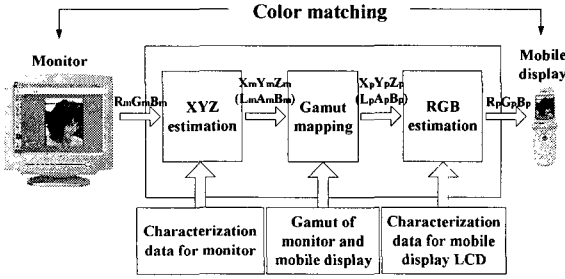 Color matching
Monitor
Mobile
display
RmGmBm
XYZ
estimation
XmYmZm
(LmAmBm)
Gamut
mapping
XpYpZp
(LpApBp)
RGB
estimation
RpGpBp
Characterization
data for monitor
Gamut of
monitor and
mobile display
Characterization
data for mobile
display LCD